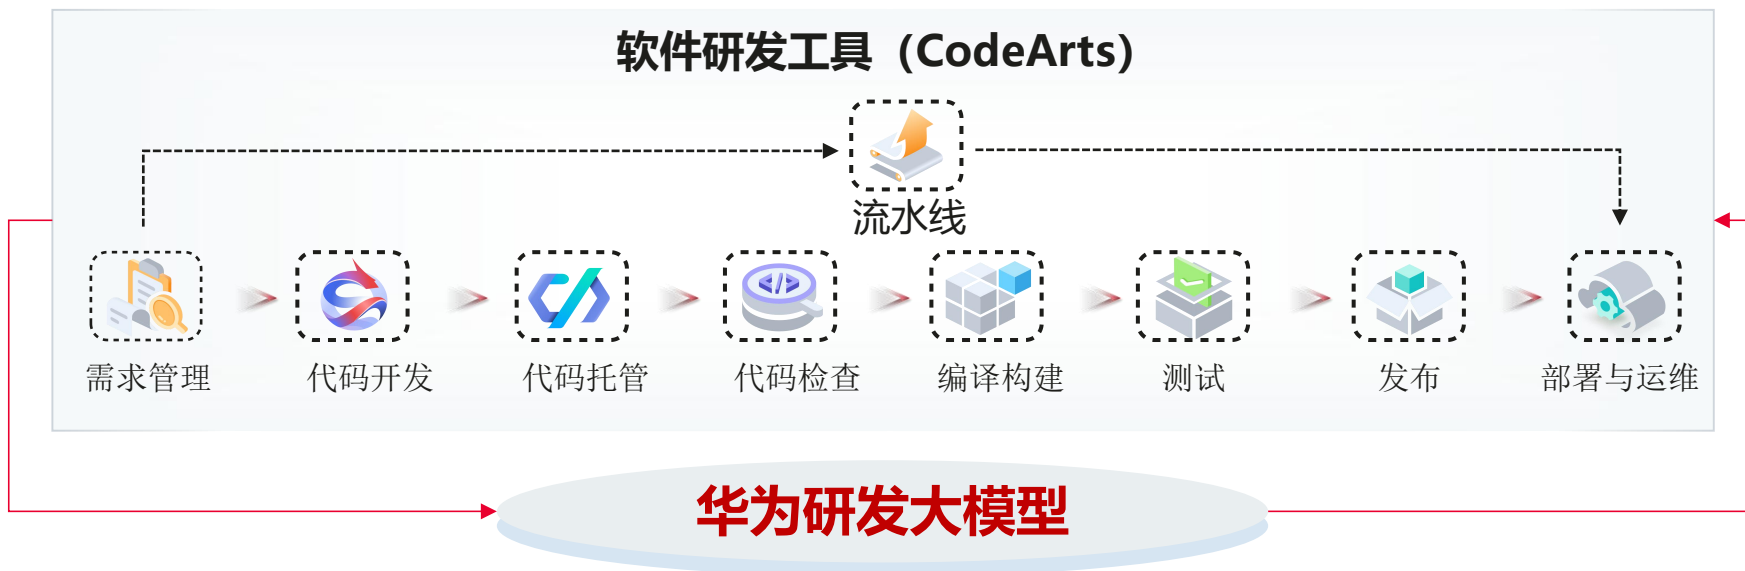 软件研发工具（CodeArts）
流水线
需求管理
代码开发
代码托管
代码检查
编译构建
测试
发布
部署与运维
华为研发大模型